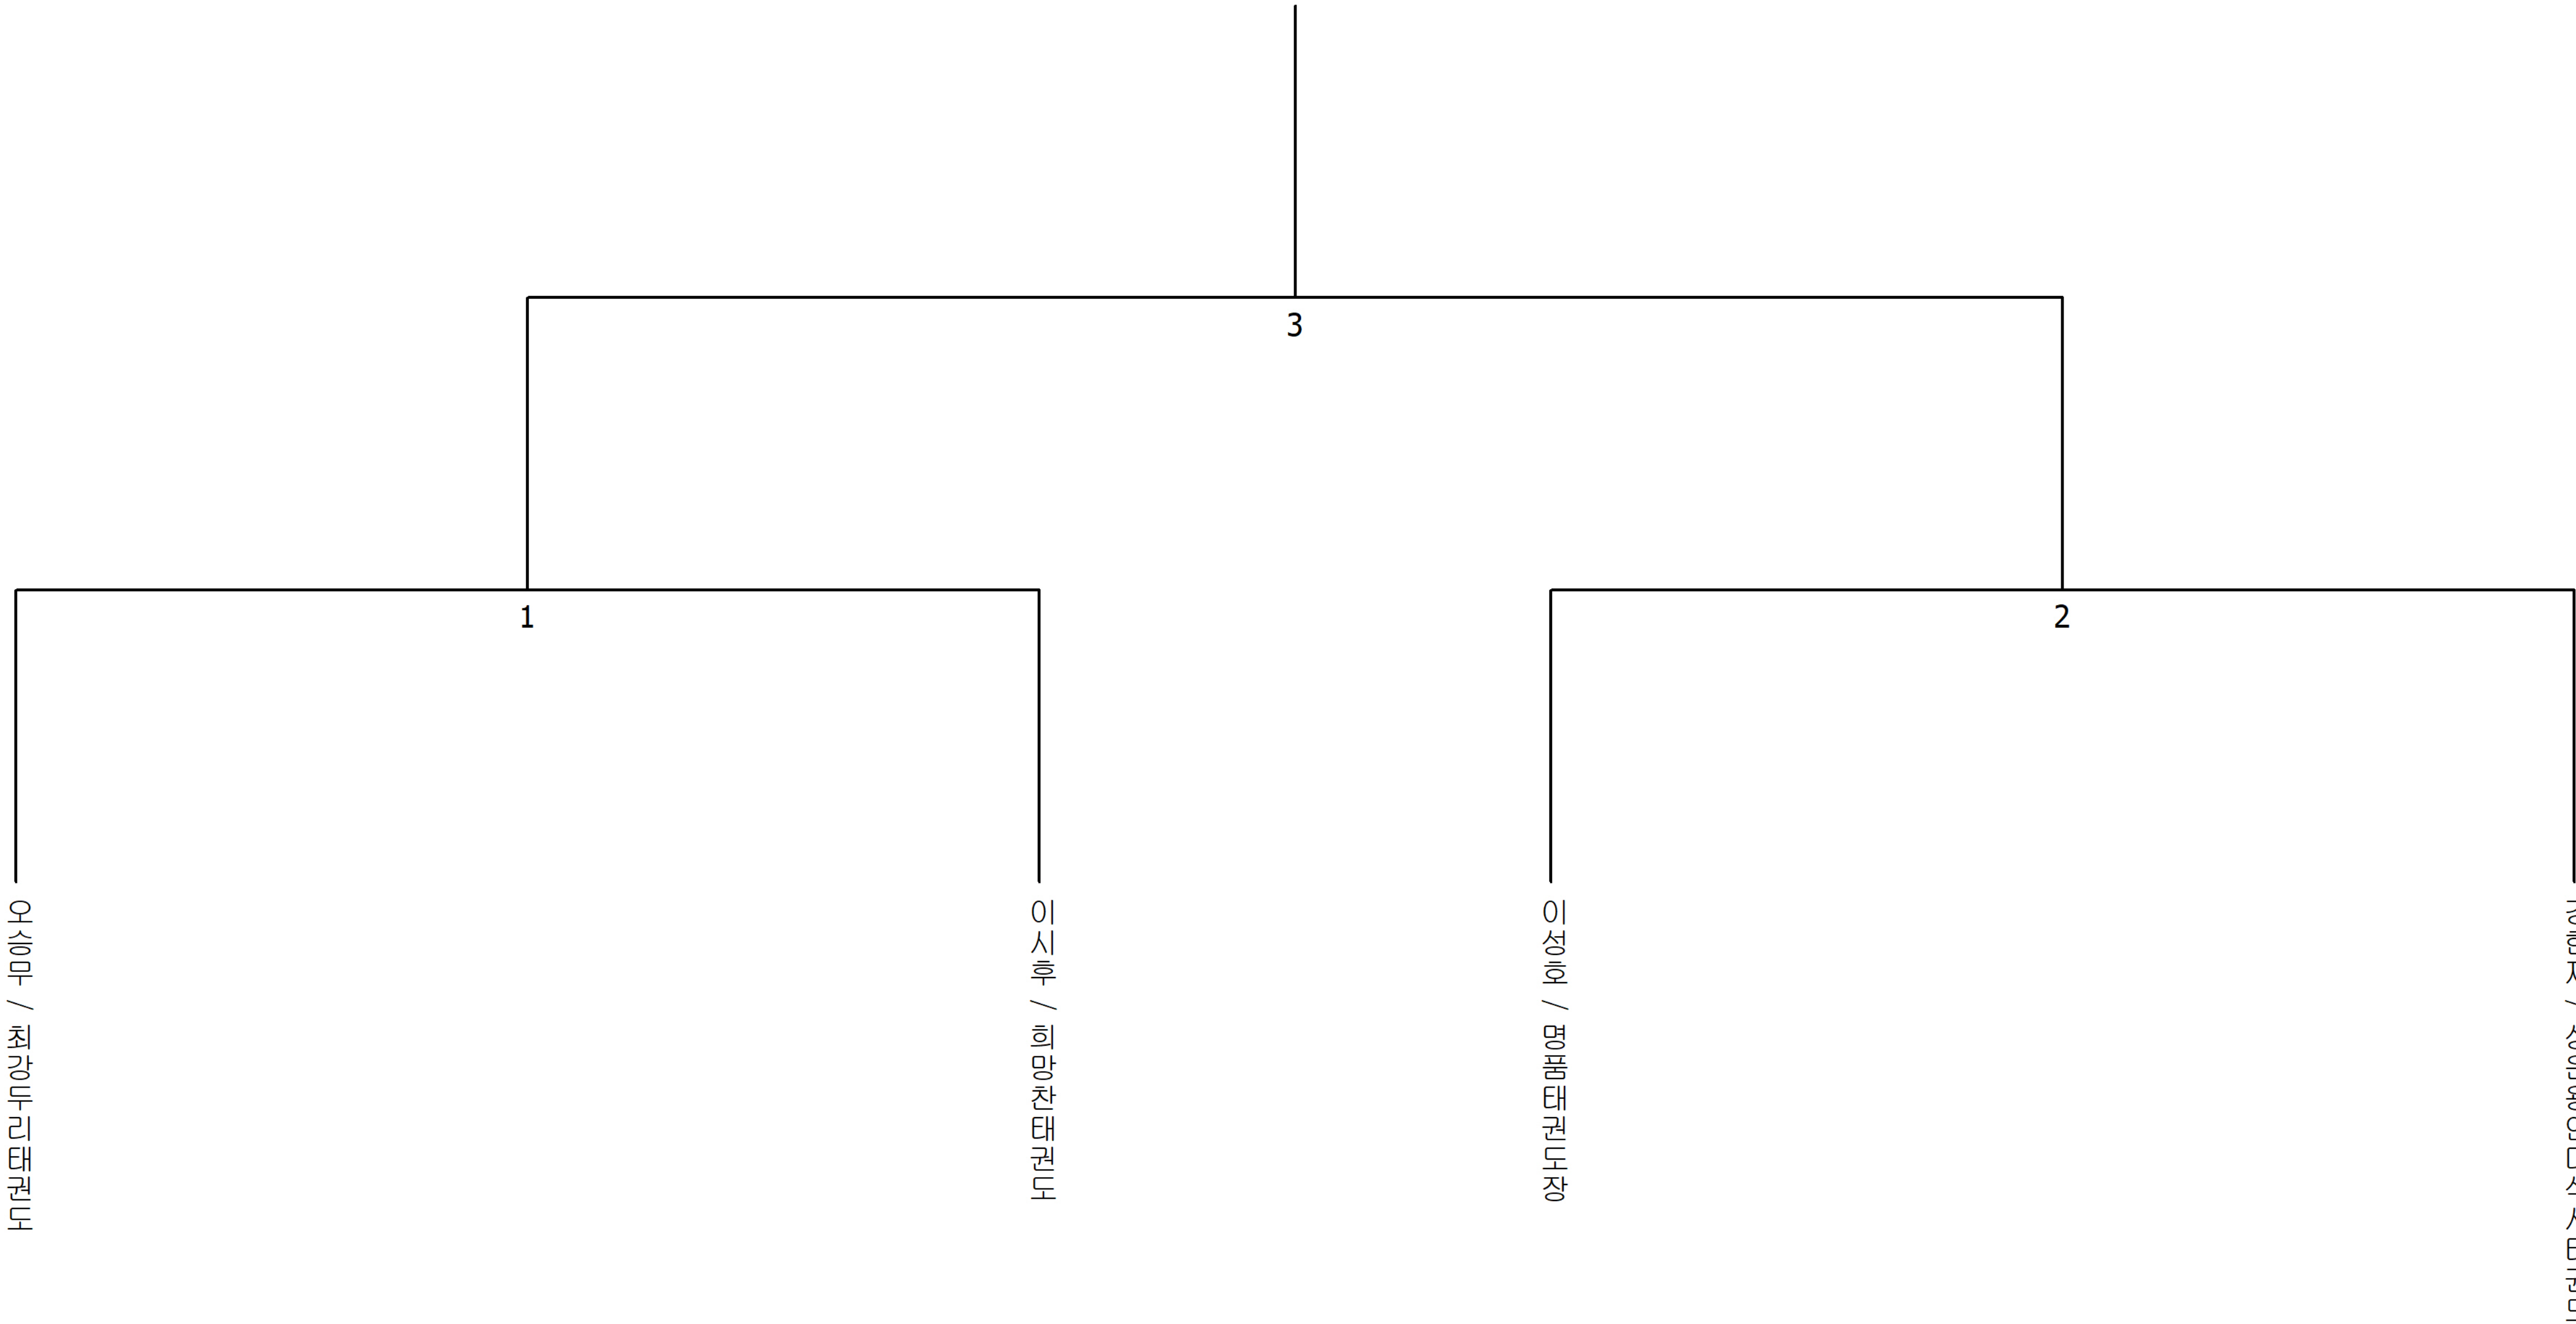 3
1
2
오승무 / 최강두리태권도
이시후 / 희망찬태권도
이성호 / 명품태권도장